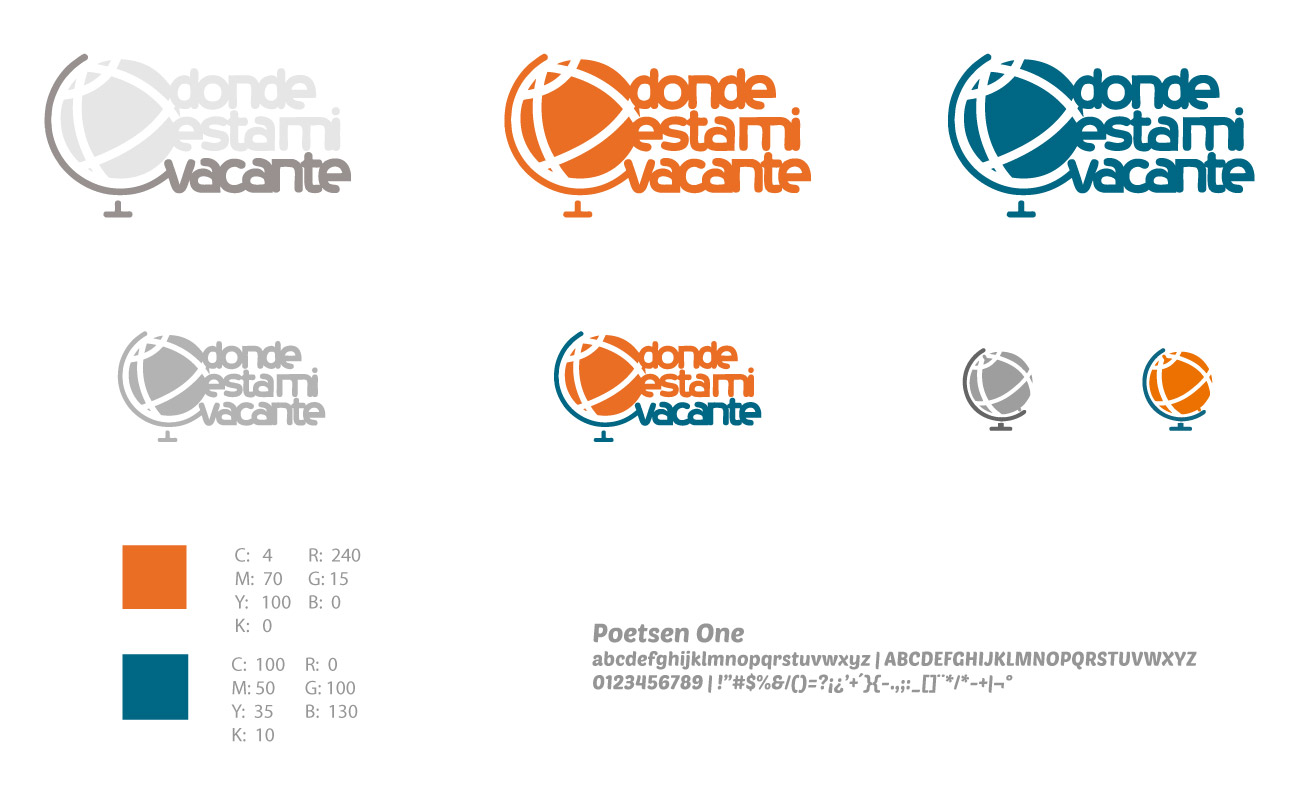 donde
estami
vacante
donde
estami
vacante
donde
estami
vacante
donde
estami
vacante
donde
estami
vacante
C: 4 R: 240
M: 70 G: 15
Y: 100 B: 0
K: 0
C: 100 R: 0
M: 50 G: 100
Y: 35 B: 130
K: 10
Poetsen One
abcdefghijklmnopqrstuvwxyz | ABCDEFGHIJKLMNOPQRSTUVWXYZ
0123456789 | !”#$%&/()=?¡¿’+´}{-.,;:_[]¨*/*-+|¬°